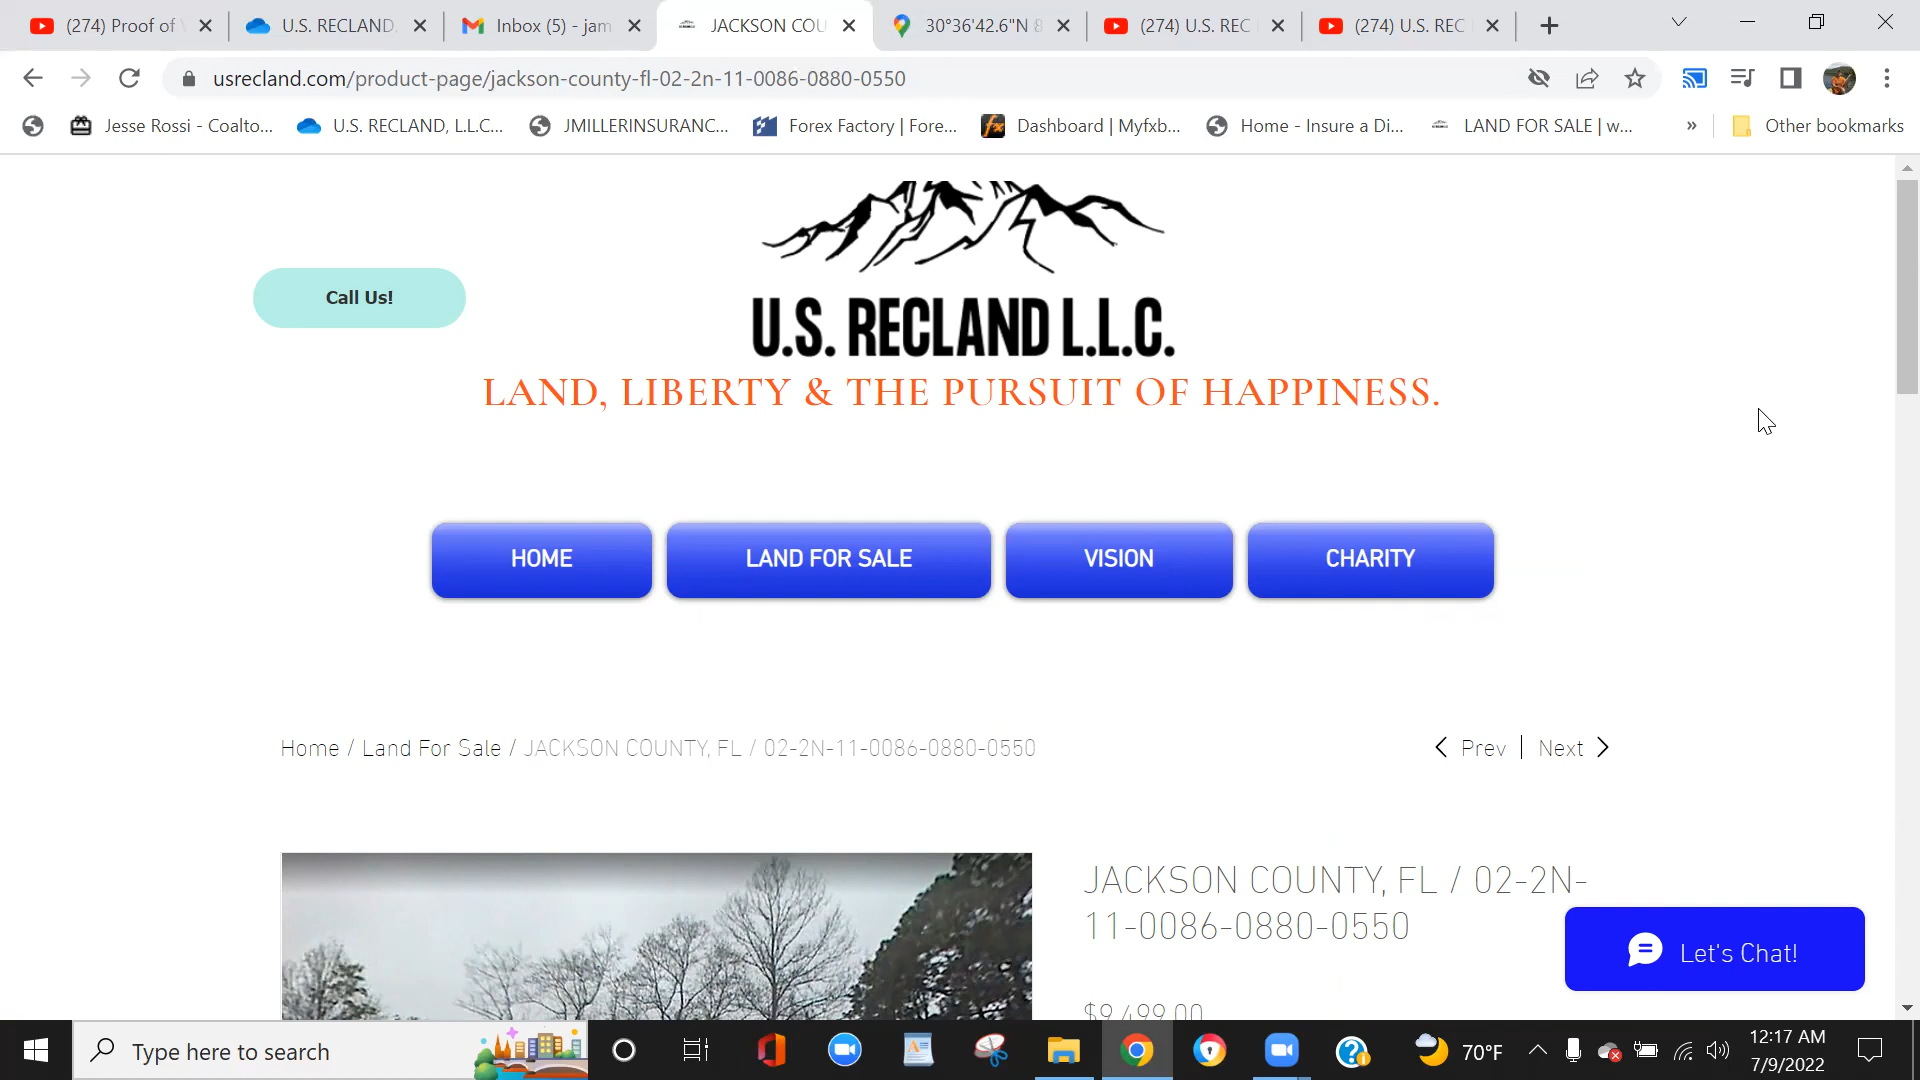 (274) Proof of
U.S. RECLAND,
Inbox (5) - jam
JACKSON COU
30°36'42.6"N 8
(274) U.S. REC
(274) U.S. REC
usrecland.com/product-page/jackson-county-fl-02-2n-11-0086-0880-0550
Jesse Rossi - Coalto...
U.S. RECLAND, L.L.C...
JMILLERINSURANC...
Forex Factory | Fore...
Dashboard | Myfxb...
Home - Insure a Di...
LAND FOR SALE | w...
»
Other bookmarks
Call Us!
U.S. RECLAND L.L.C.
LAND, LIBERTY & THE PURSUIT OF HAPPINESS.
HOME
LAND FOR SALE
VISION
CHARITY
Home / Land For Sale / JACKSON COUNTY, FL / 02-2N-11-0086-0880-0550
Prev | Next
JACKSON COUNTY, FL / 02-2N-
11-0086-0880-0550
$9,499.00
Let's Chat!
Type here to search
70°F
12:17 AM
7/9/2022